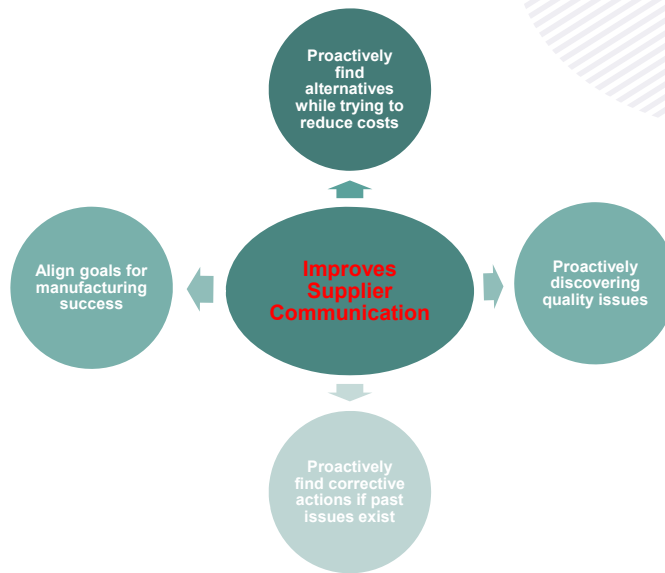 Proactively
find
alternatives
while trying to
reduce costs
Align goals for
manufacturing
success
Improves
Supplier
Communication
Proactively
discovering
quality issues
Proactively
find corrective
actions if past
issues exist